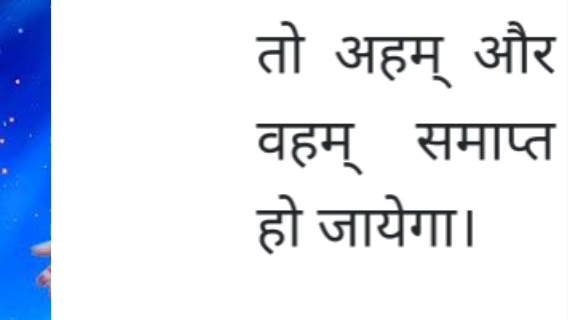 तो अहम् और
वहम् समाप्त
हो जायेगा।